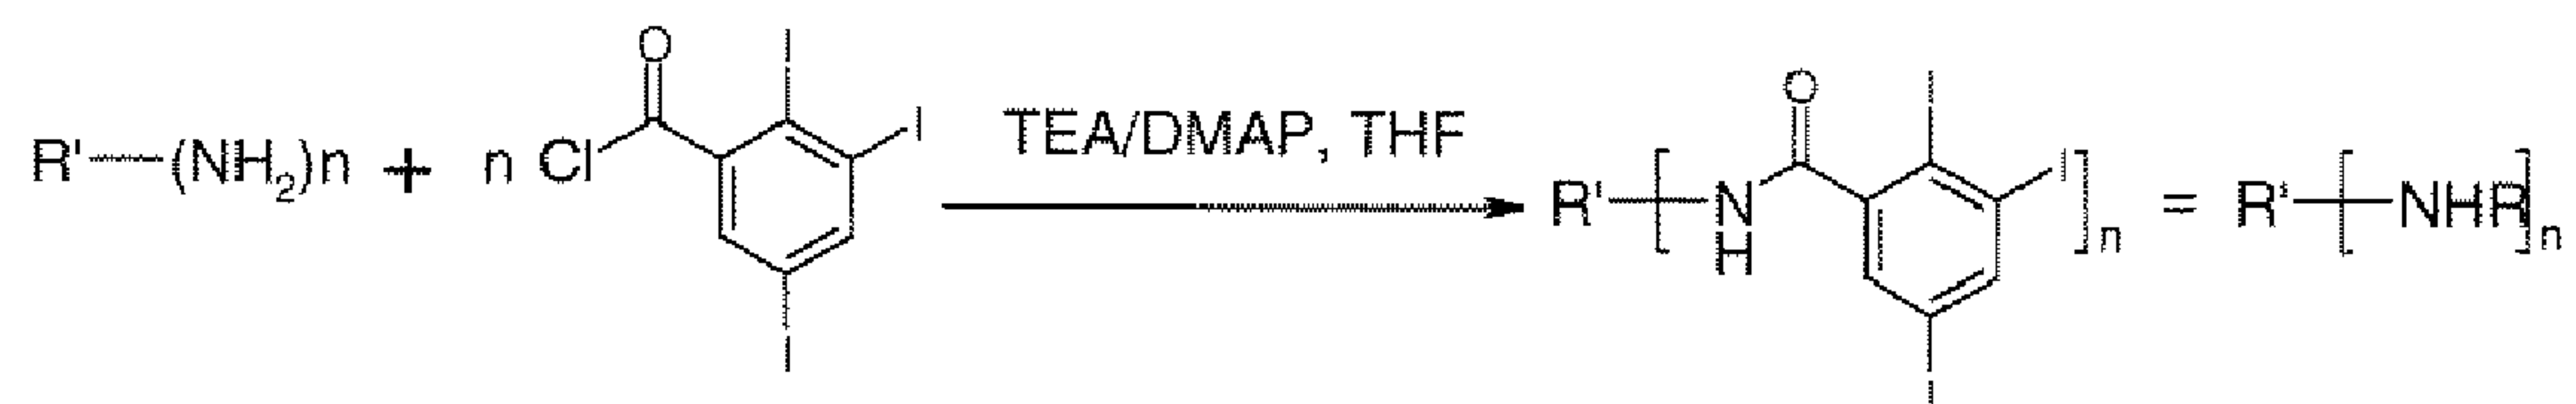 R'—(NH2)n + n Cl O I I I
TEA/DMAP, THF
R' [ N H O I I I ]n = R' [ NHR ]n